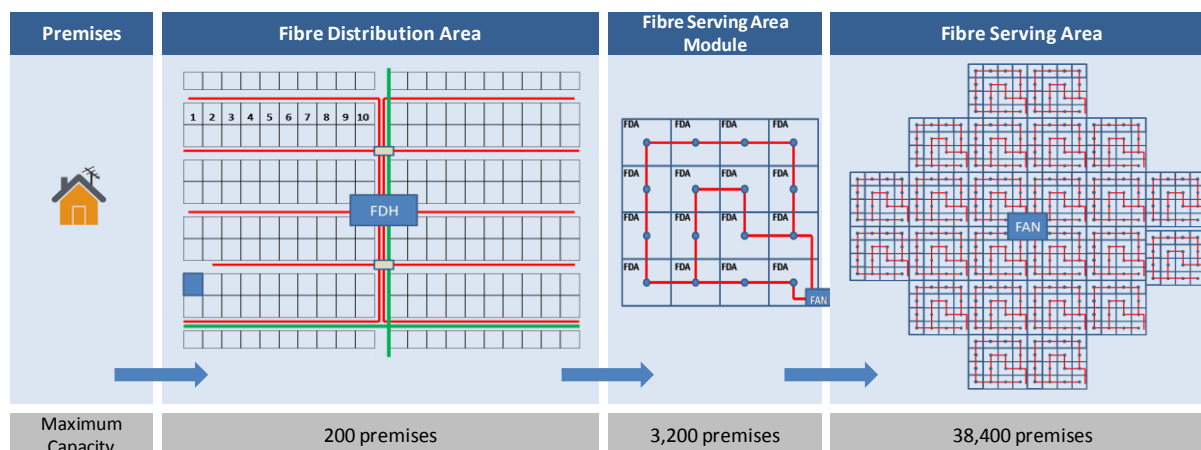 Premises
Fibre Distribution Area
Fibre Serving Area
Module
Fibre Serving Area
1 2 3 4 5 6 7 8 9 10
FDH
FDA FDA FDA FDA
FDA FDA FDA FDA
FDA FDA FDA FDA
FDA FDA FDA FDA
FAN
FAN
Maximum
Capacity
200 premises
3,200 premises
38,400 premises